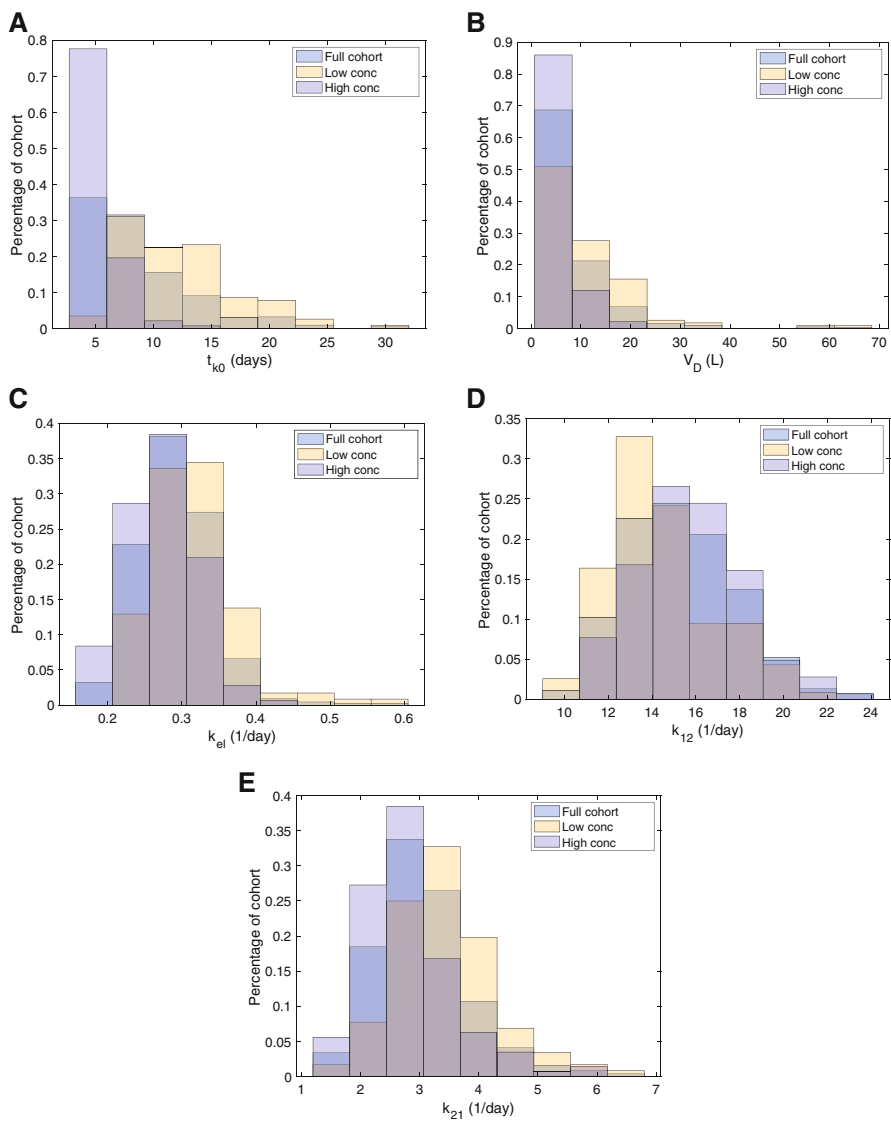 A
0.8
0.7
0.6
0.5
0.4
0.3
0.2
0.1
0
Percentage of cohort
5 10 15 20 25 30
t_k0 (days)
Full cohort
Low conc
High conc
B
0.9
0.8
0.7
0.6
0.5
0.4
0.3
0.2
0.1
0
Percentage of cohort
0 10 20 30 40 50 60 70
V_D (L)
Full cohort
Low conc
High conc
C
0.4
0.35
0.3
0.25
0.2
0.15
0.1
0.05
0
Percentage of cohort
0.2 0.3 0.4 0.5 0.6
k_el (1/day)
Full cohort
Low conc
High conc
D
0.35
0.3
0.25
0.2
0.15
0.1
0.05
0
Percentage of cohort
10 12 14 16 18 20 22 24
k_12 (1/day)
Full cohort
Low conc
High conc
E
0.4
0.35
0.3
0.25
0.2
0.15
0.1
0.05
0
Percentage of cohort
1 2 3 4 5 6 7
k_21 (1/day)
Full cohort
Low conc
High conc